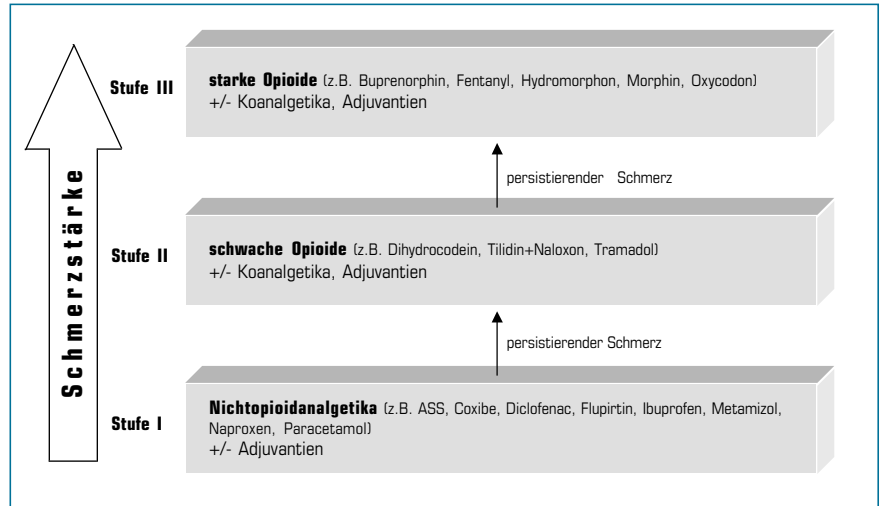 Schmerzstärke
Stufe III
starke Opioide (z.B. Buprenorphin, Fentanyl, Hydromorphon, Morphin, Oxycodon)
+/- Koanalgetika, Adjuvantien
persistierender Schmerz
Stufe II
schwache Opioide (z.B. Dihydrocodein, Tilidin+Naloxon, Tramadol)
+/- Koanalgetika, Adjuvantien
persistierender Schmerz
Stufe I
Nichtopioidanalgetika (z.B. ASS, Coxibe, Diclofenac, Flupirtin, Ibuprofen, Metamizol,
Naproxen, Paracetamol)
+/- Adjuvantien